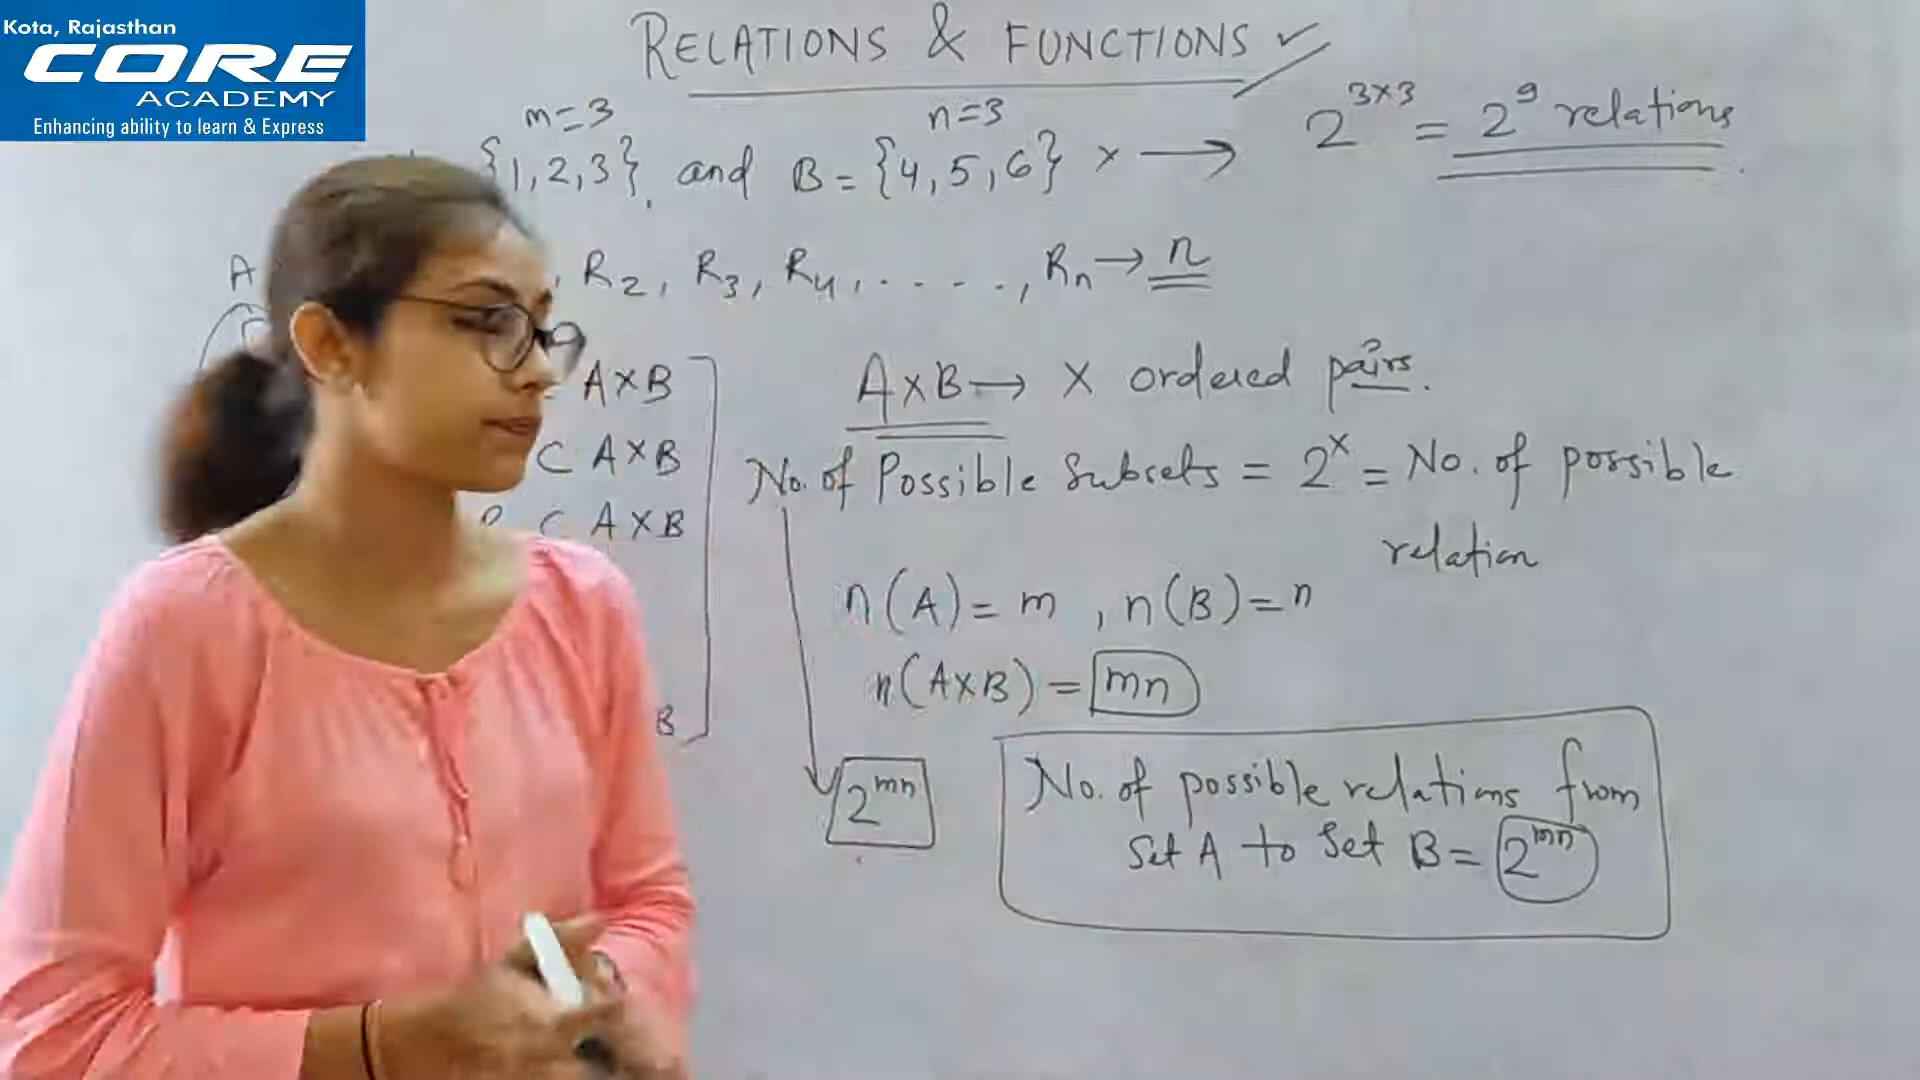 Kota, Rajasthan
CORE
ACADEMY
Enhancing ability to learn & Express
RELATIONS & FUNCTIONS ✓
m=3 n=3
{1,2,3}, and B={4,5,6} × → 2^3×3 = 2^9 relations
A , R2, R3, R4, . . . . ., Rn → n
A×B
⊂ A×B
⊂ A×B
B
A×B → X ordered pairs.
No. of Possible Subsets = 2^x = No. of possible
relation
n(A)=m , n(B)=n
n(A×B)= mn
2^mn
No. of possible relations from
Set A to Set B = 2^mn